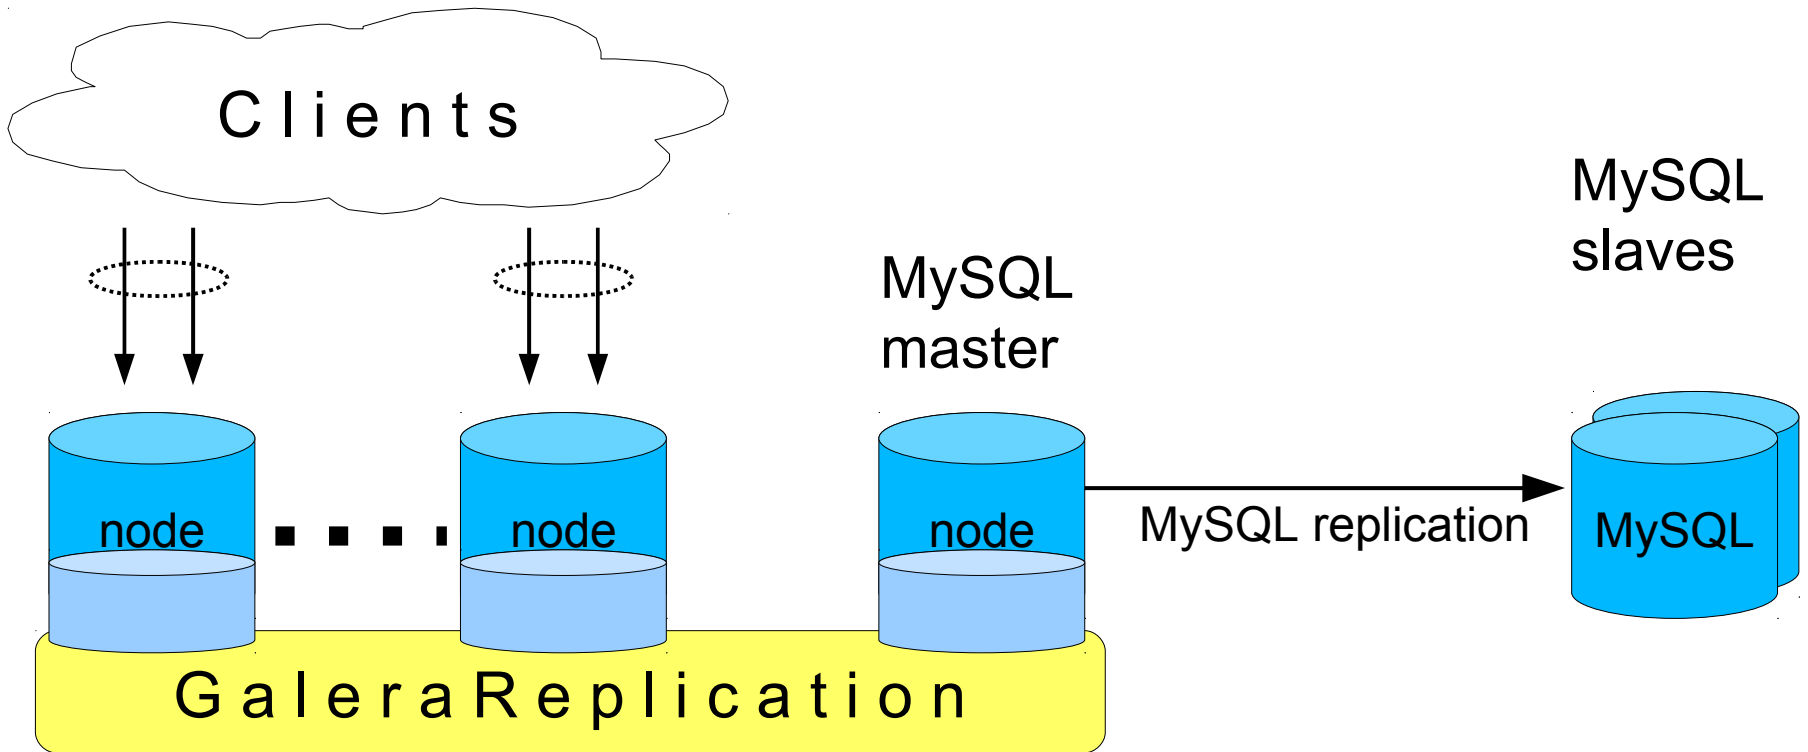 Clients
MySQL
slaves
MySQL
master
node
node
node
MySQL replication
MySQL
GaleraReplication